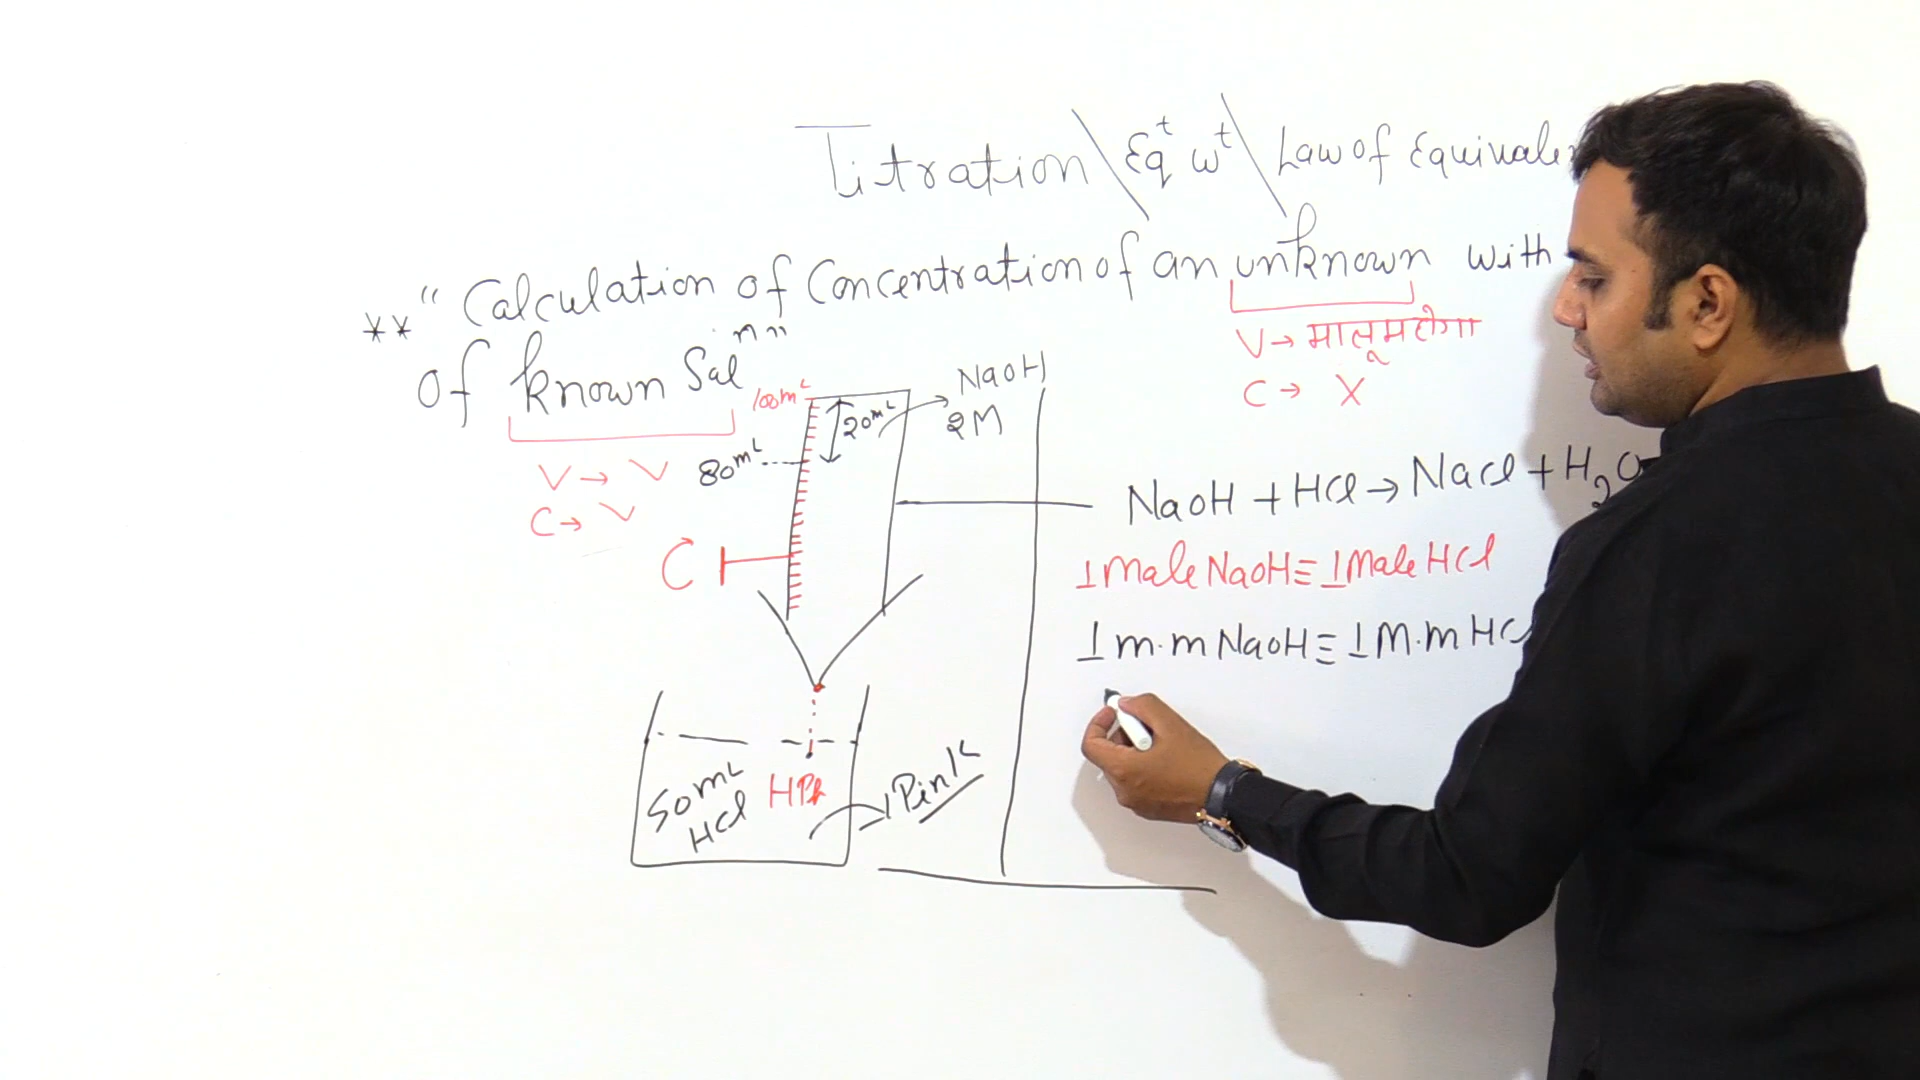 Titration \ Eqt wt \ Law of Equivale
** " Calculation of Concentration of an unknown with
of known Sol nn"
V → मालूम होगा
C → X
V → V
C → V
100mL
20mL
80mL
NaOH
2M
C
NaOH + HCl → NaCl + H2O
1 Mole NaOH ≡ 1 Mole HCl
1 m.m NaOH ≡ 1 M.m HCl
50mL
HCl
HPh
Pink